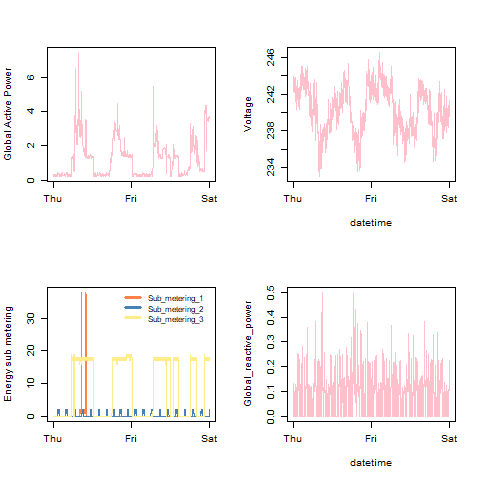 Global Active Power
6
4
2
0
Thu Fri Sat
Voltage
246
242
238
234
Thu Fri Sat
datetime
Energy sub metering
30
20
10
0
Sub_metering_1
Sub_metering_2
Sub_metering_3
Thu Fri Sat
Global_reactive_power
0.5
0.4
0.3
0.2
0.1
0.0
Thu Fri Sat
datetime